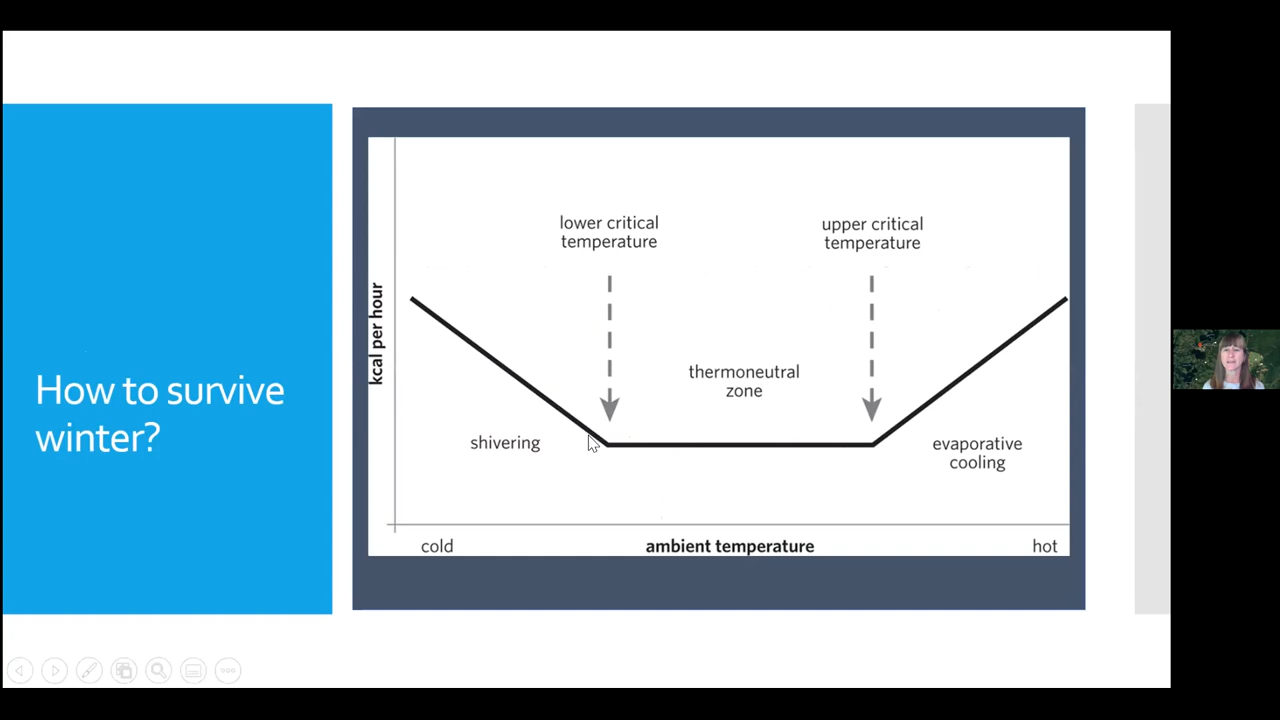 How to survive
winter?
kcal per hour
lower critical
temperature
upper critical
temperature
thermoneutral
zone
shivering
evaporative
cooling
cold
ambient temperature
hot